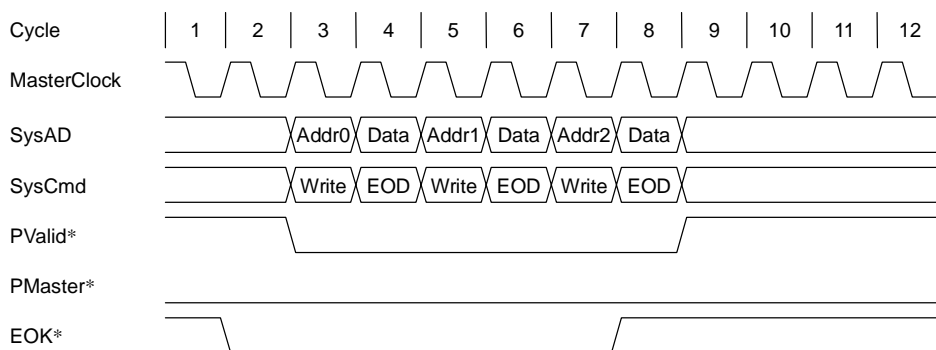 Cycle 1 2 3 4 5 6 7 8 9 10 11 12
MasterClock
SysAD Addr0 Data Addr1 Data Addr2 Data
SysCmd Write EOD Write EOD Write EOD
PValid*
PMaster*
EOK*